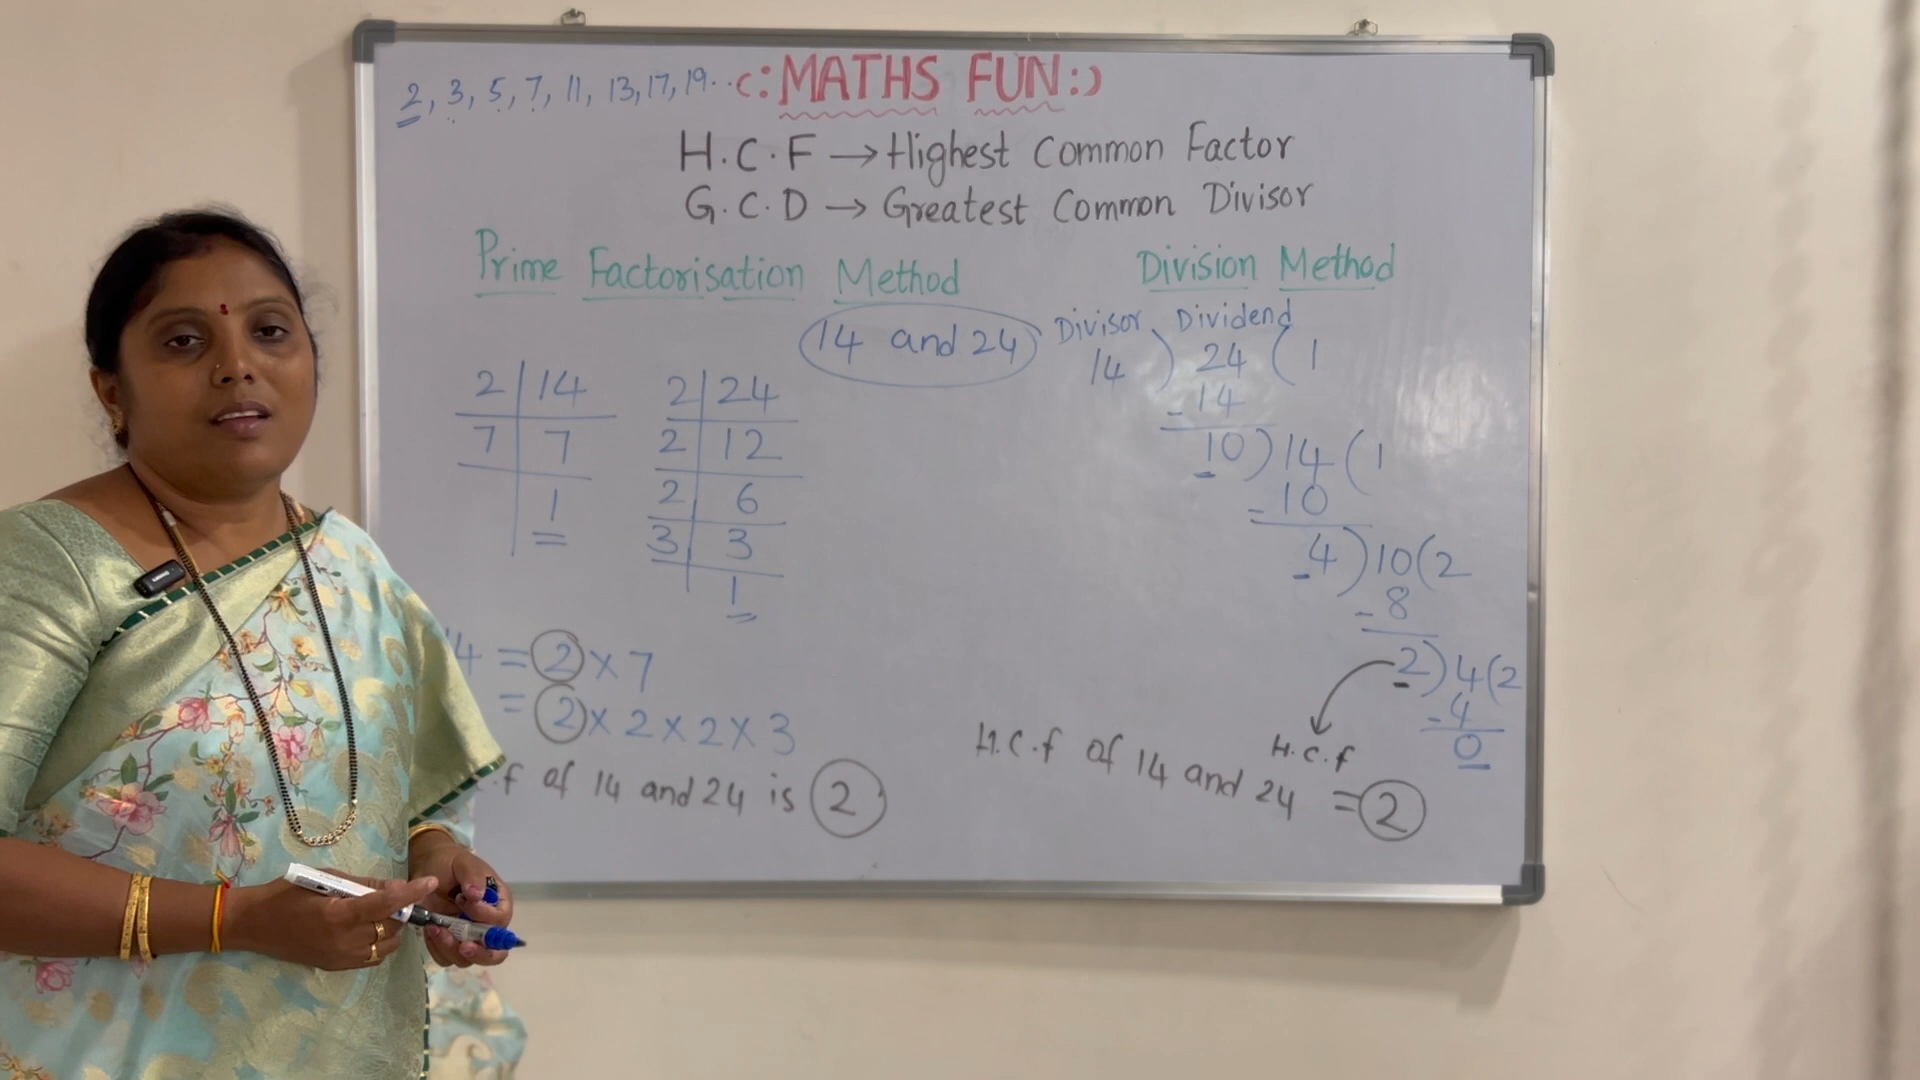 2, 3, 5, 7, 11, 13, 17, 19.. (: MATHS FUN :)
H.C.F → Highest Common Factor
G.C.D → Greatest Common Divisor
Prime Factorisation Method
14 and 24
2 | 14
7 | 7
1
2 | 24
2 | 12
2 | 6
3 | 3
1
4 = 2 × 7
= 2 × 2 × 2 × 3
.f of 14 and 24 is 2
Division Method
Divisor Dividend
14 ) 24 ( 1
- 14
10 ) 14 ( 1
- 10
4 ) 10 ( 2
- 8
2 ) 4 ( 2
- 4
0
H.c.f
H.c.f of 14 and 24 = 2